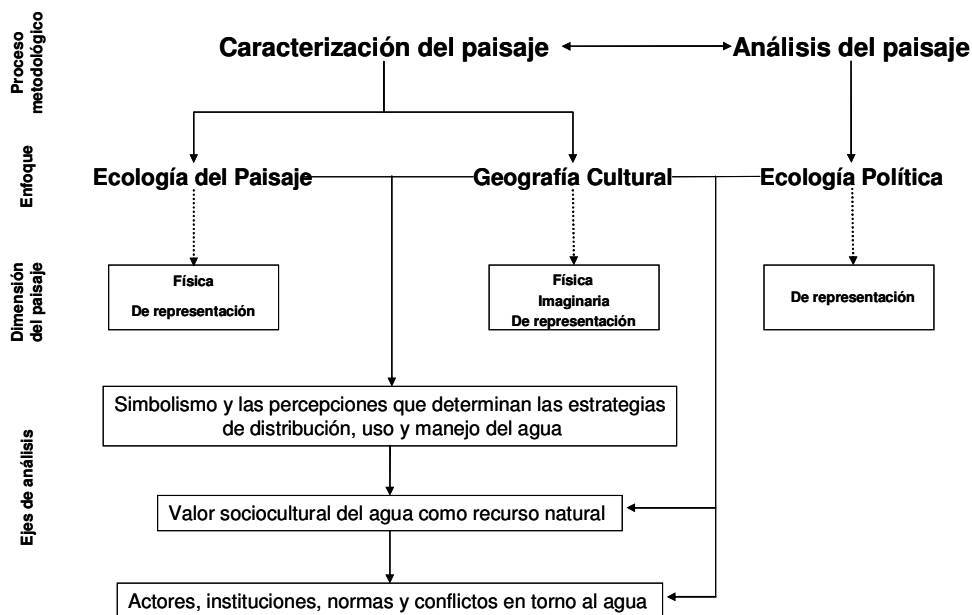 Proceso
metodológico
Caracterización del paisaje
Análisis del paisaje
Enfoque
Ecología del Paisaje
Geografía Cultural
Ecología Política
Dimensión
del paisaje
Física
De representación
Física
Imaginaria
De representación
De representación
Ejes de análisis
Simbolismo y las percepciones que determinan las estrategias
de distribución, uso y manejo del agua
Valor sociocultural del agua como recurso natural
Actores, instituciones, normas y conflictos en torno al agua